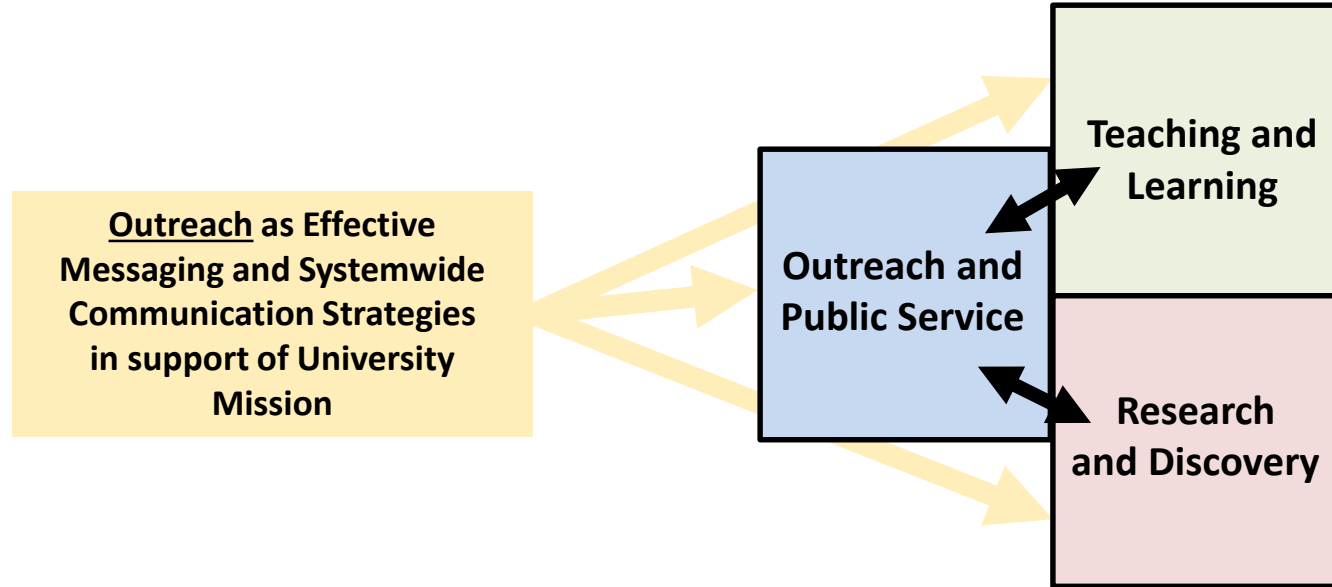 Outreach as Effective
Messaging and Systemwide
Communication Strategies
in support of University
Mission
Outreach and
Public Service
Teaching and
Learning
Research
and Discovery